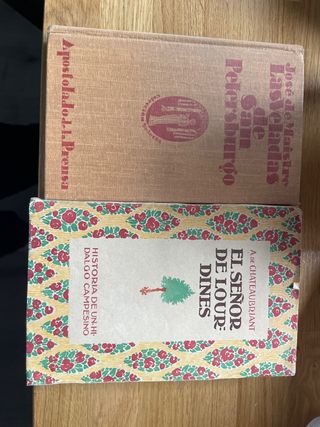 José de Maistre
Las Veladas
de
San
Petersburgo
Apostolado de la Prensa
A DE CHATEAUBRIANT
EL SEÑOR
DE LOUR
DINES
HISTORIA DE UN HI-
DALGO CAMPESINO